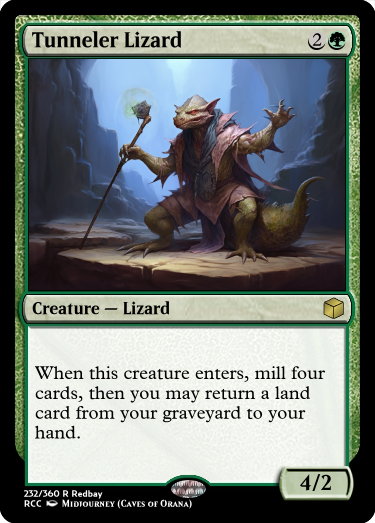 Tunneler Lizard 2
Creature — Lizard
When this creature enters, mill four
cards, then you may return a land
card from your graveyard to your
hand.
4/2
232/360 R Redbay
RCC Midjourney (Caves of Orana)